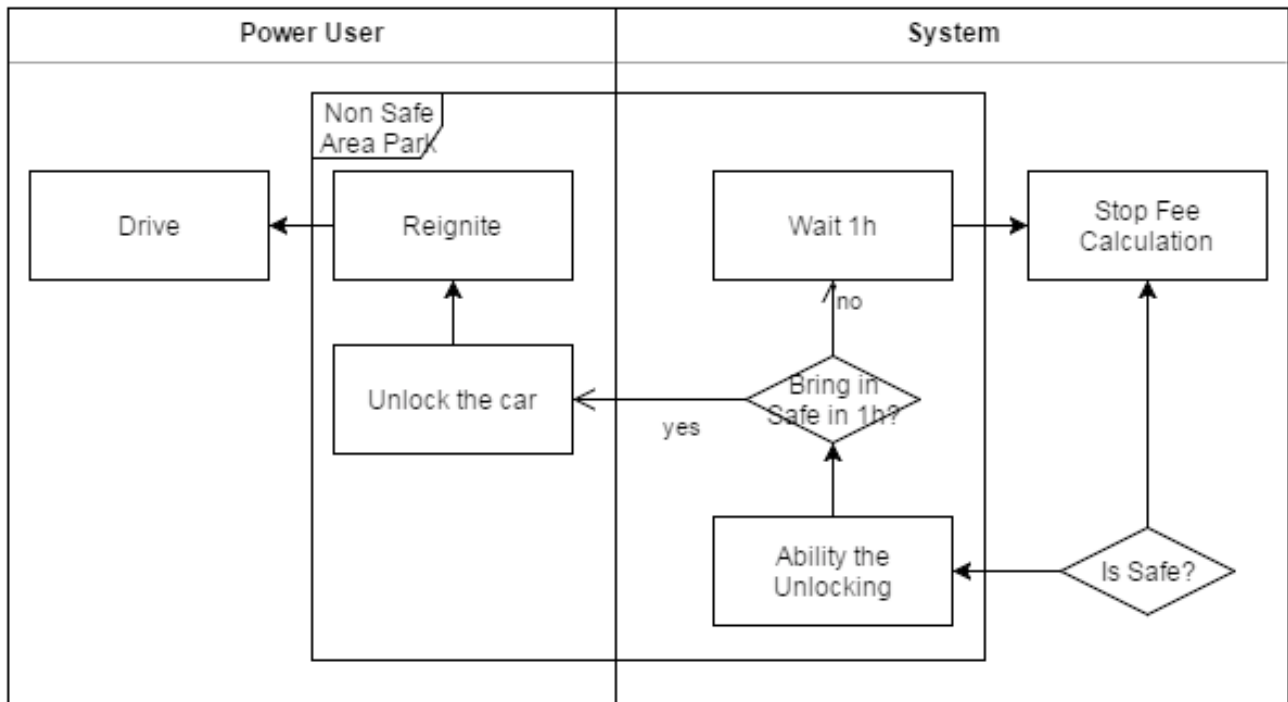 Power User
System
Non Safe
Area Park
Drive
Reignite
Wait 1h
Stop Fee
Calculation
no
Unlock the car
Bring in
Safe in 1h?
yes
Ability the
Unlocking
Is Safe?